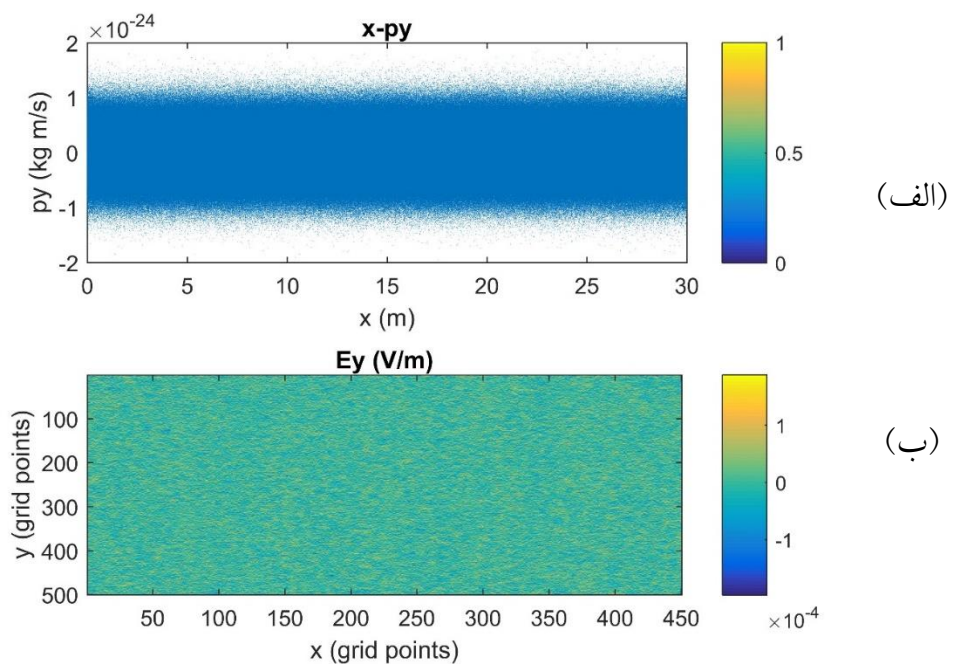 ×10-24
x-py
2
1
0
-1
-2
py (kg m/s)
0 5 10 15 20 25 30
x (m)
1
0.5
0
(الف)
Ey (V/m)
100
200
300
400
500
y (grid points)
50 100 150 200 250 300 350 400 450
x (grid points)
1
0
-1
×10-4
(ب)